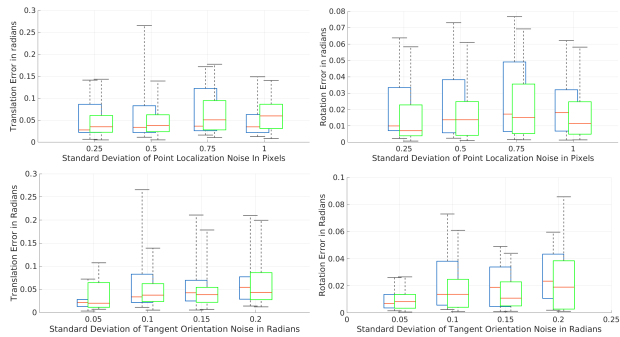 Translation Error in radians
0.3
0.25
0.2
0.15
0.1
0.05
0
0.25 0.5 0.75 1
Standard Deviation of Point Localization Noise In Pixels
Rotation Error in radians
0.08
0.07
0.06
0.05
0.04
0.03
0.02
0.01
0
0.25 0.5 0.75 1
Standard Deviation of Point Localization Noise in Pixels
Translation Error in Radians
0.3
0.25
0.2
0.15
0.1
0.05
0
0.05 0.1 0.15 0.2
Standard Deviation of Tangent Orientation Noise in Radians
Rotation Error in Radians
0.1
0.08
0.06
0.04
0.02
0
0 0.05 0.1 0.15 0.2 0.25
Standard Deviation of Tangent Orientation Noise in Radians